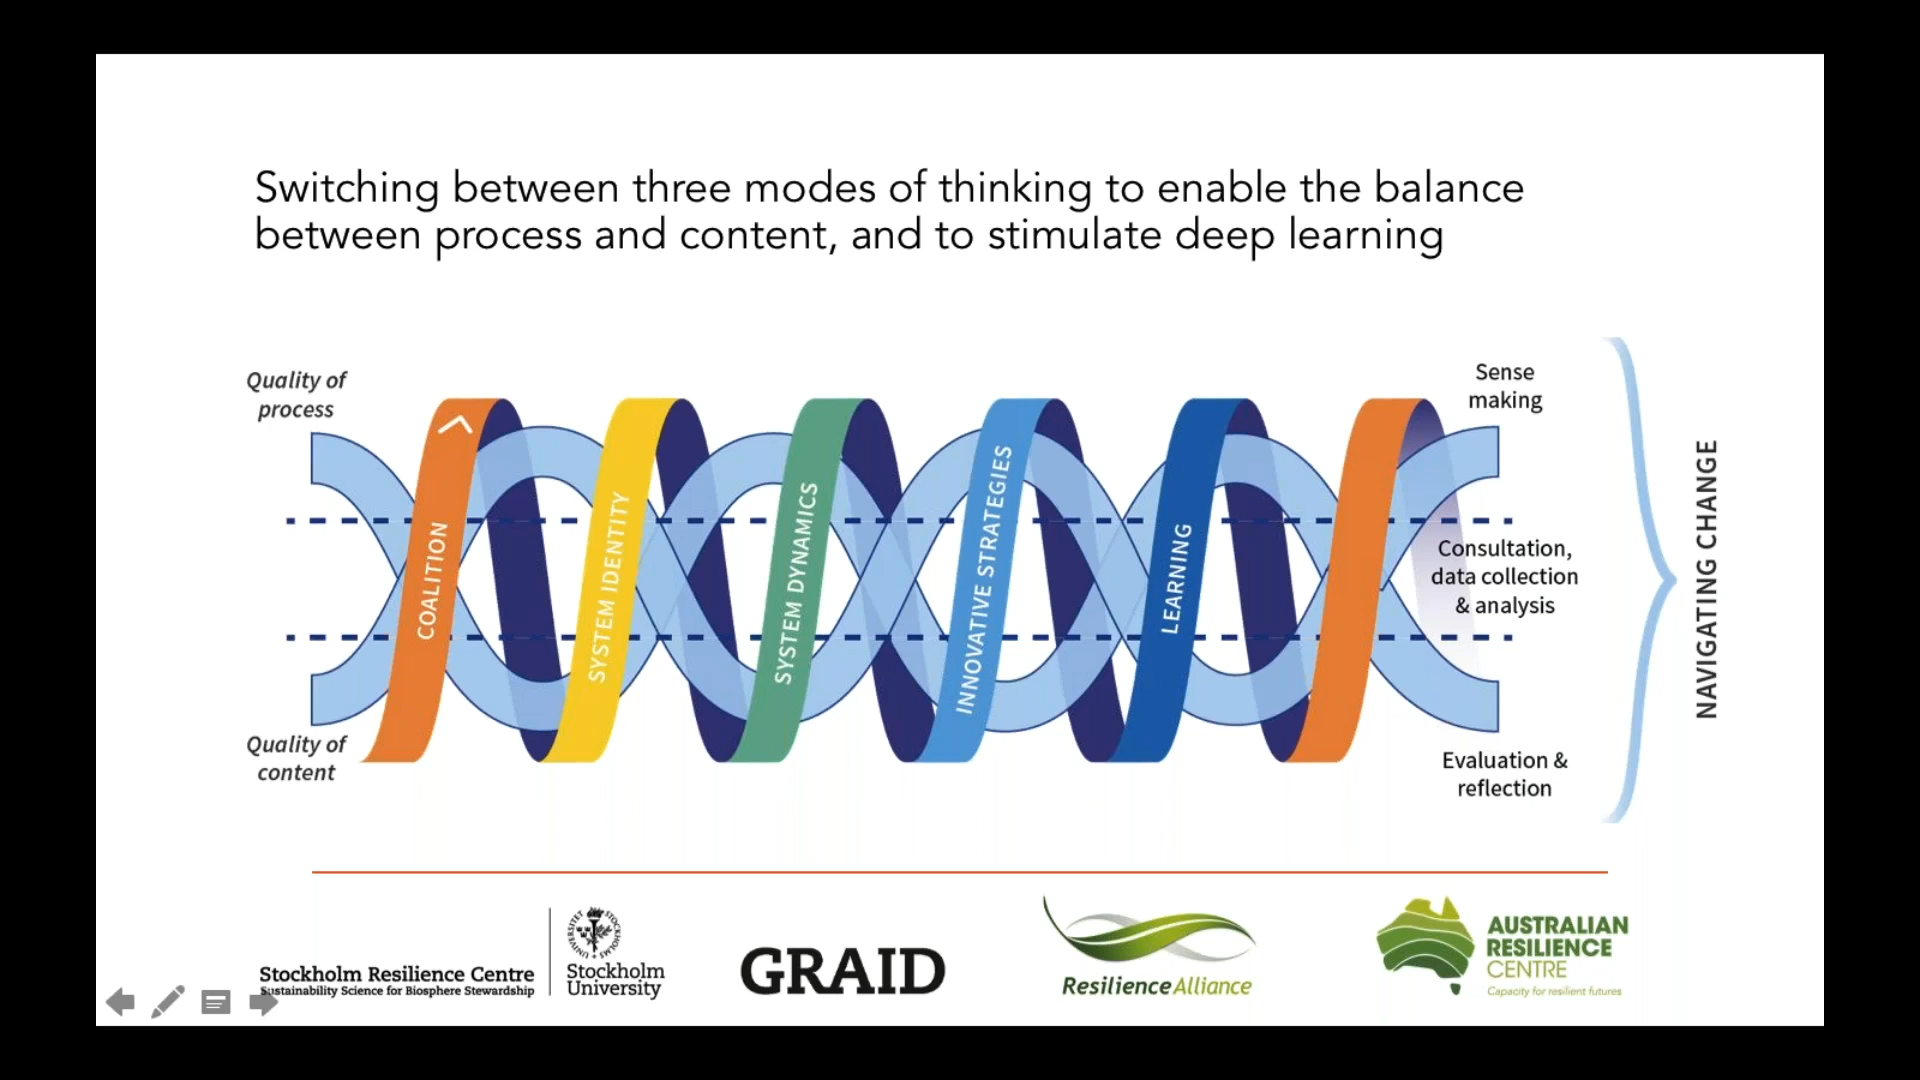 Switching between three modes of thinking to enable the balance
between process and content, and to stimulate deep learning
Quality of
process
Quality of
content
COALITION
SYSTEM IDENTITY
SYSTEM DYNAMICS
INNOVATIVE STRATEGIES
LEARNING
Sense
making
Consultation,
data collection
& analysis
Evaluation &
reflection
NAVIGATING CHANGE
Stockholm Resilience Centre
Sustainability Science for Biosphere Stewardship
Stockholm
University
GRAID
ResilienceAlliance
AUSTRALIAN
RESILIENCE
CENTRE
Capacity for resilient futures